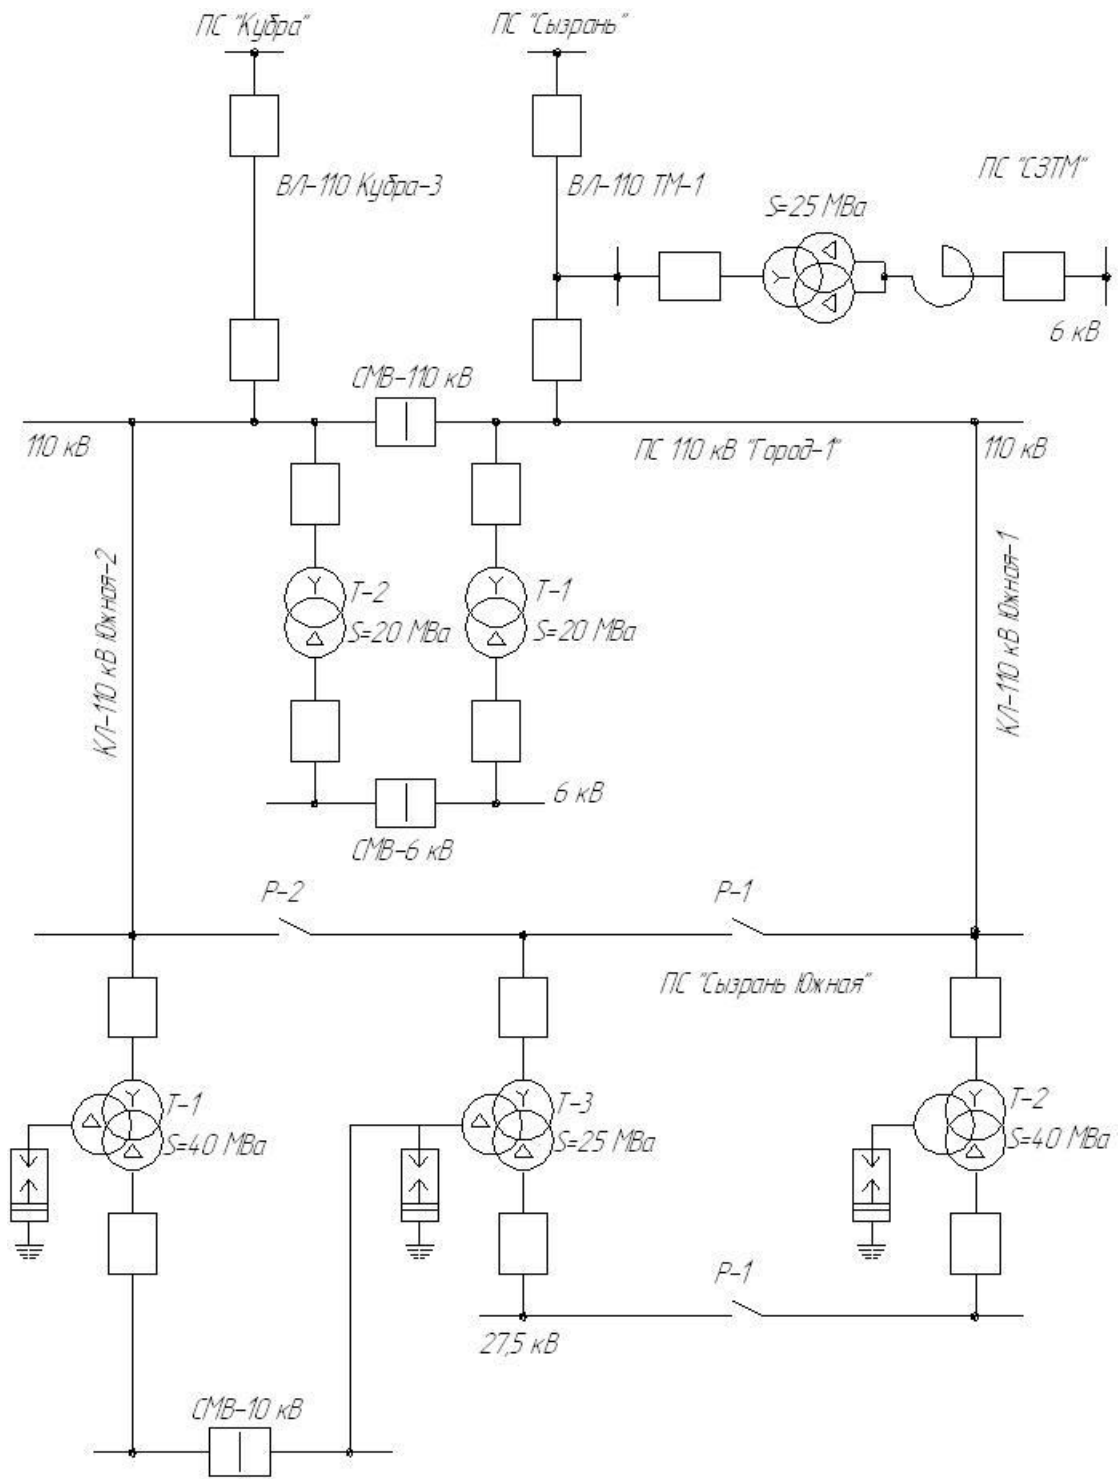 ПС "Кубра"
ПС "Сызрань"
ВЛ-110 Кубра-3
ВЛ-110 ТМ-1
ПС "СЗТМ"
S=25 МВа
6 кВ
СМВ-110 кВ
110 кВ
ПС 110 кВ "Город-1"
110 кВ
КЛ-110 кВ Южная-2
Т-2
S=20 МВа
Т-1
S=20 МВа
КЛ-110 кВ Южная-1
6 кВ
СМВ-6 кВ
Р-2
Р-1
ПС "Сызрань Южная"
Т-1
S=40 МВа
Т-3
S=25 МВа
Т-2
S=40 МВа
Р-1
27,5 кВ
СМВ-10 кВ